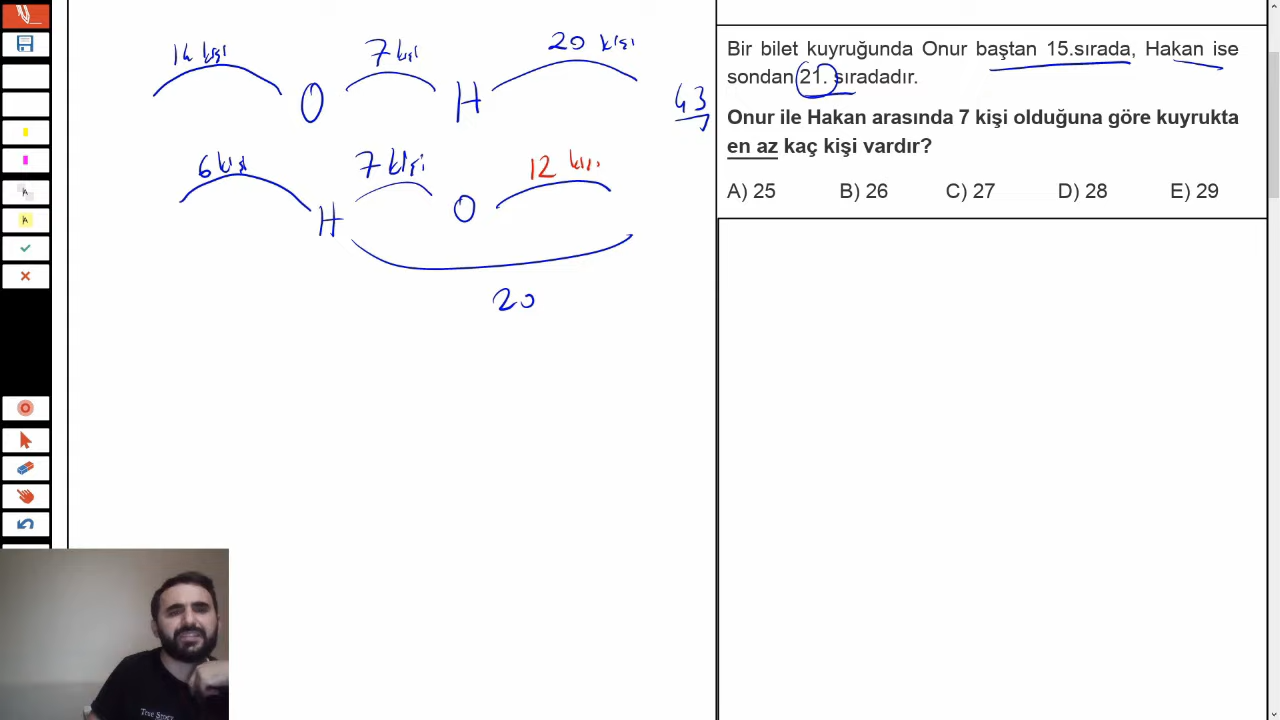 14 kişi 7 kişi 20 kişi
O H 43
6 kişi 7 kişi 12 kişi
H O
20
Bir bilet kuyruğunda Onur baştan 15.sırada, Hakan ise
sondan 21. sıradadır.
Onur ile Hakan arasında 7 kişi olduğuna göre kuyrukta
en az kaç kişi vardır?
A) 25 B) 26 C) 27 D) 28 E) 29
True Story